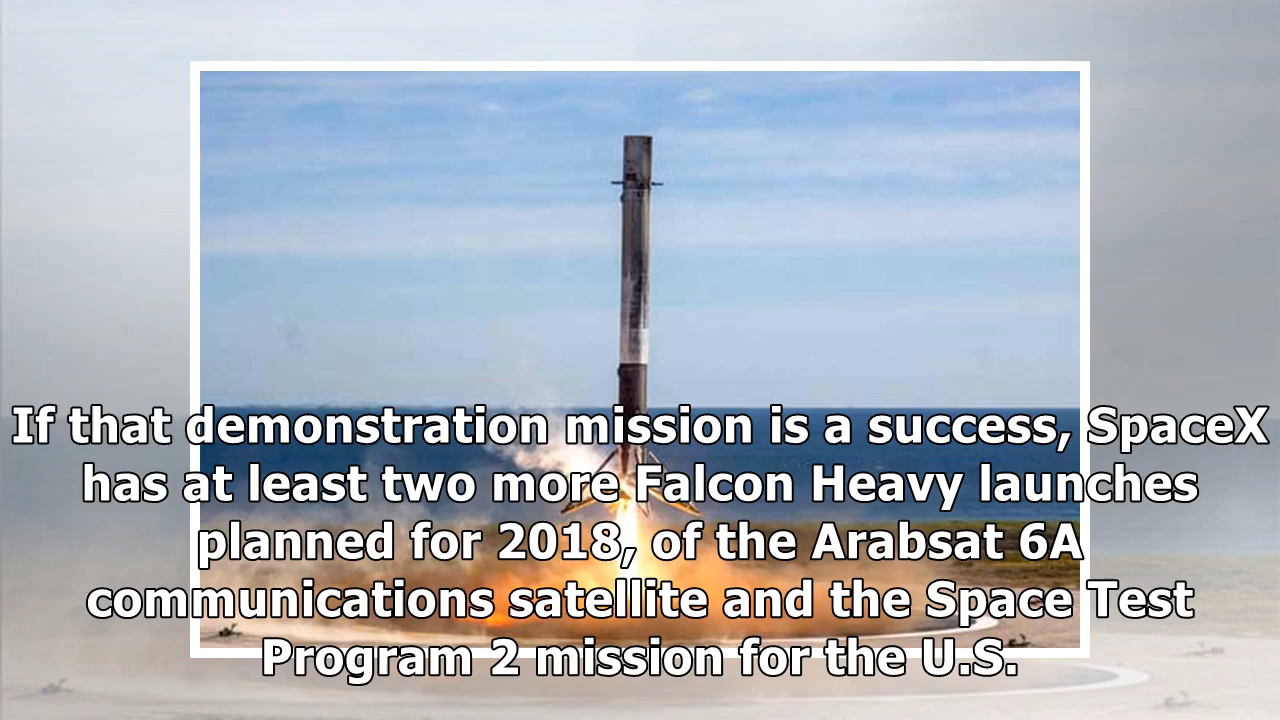 If that demonstration mission is a success, SpaceX
has at least two more Falcon Heavy launches
planned for 2018, of the Arabsat 6A
communications satellite and the Space Test
Program 2 mission for the U.S.